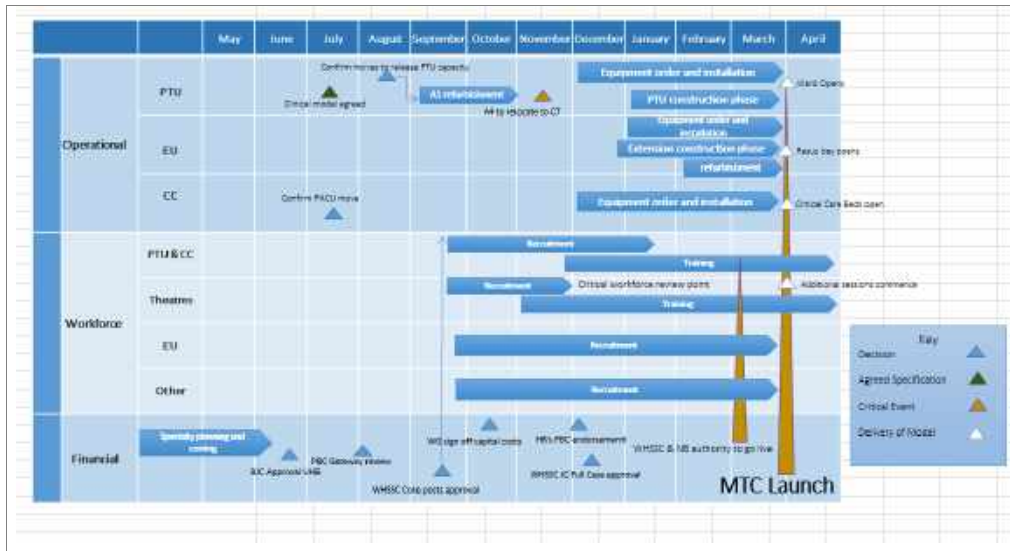 May June July August September October November December January February March April
Operational
PTU
Confirm moves to release PTU capacity
Clinical model agreed
A1 refurbishment
to relocate to
Equipment order and installation
PTU construction phase
Ward Opens
EU
Equipment order and
installation
Extension construction phase
refurbishment
Resus bay opens
CC
Confirm PACU move
Equipment order and installation
Critical Care Beds open
Workforce
PTU & CC
Recruitment
Training
Theatres
Recruitment
Critical workforce review point
Additional sessions commence
Training
EU
Recruitment
Other
Recruitment
Financial
Specialty planning and
costing
BJC Approval UHB
PBC Gateway review
WHSSC Core posts approval
WG sign off capital costs
PBC endorsement
WHSSC JC Full Case approval
WHSSC & authority to go live
MTC Launch
Key
Decision
Agreed Specification
Critical Event
Delivery of Model